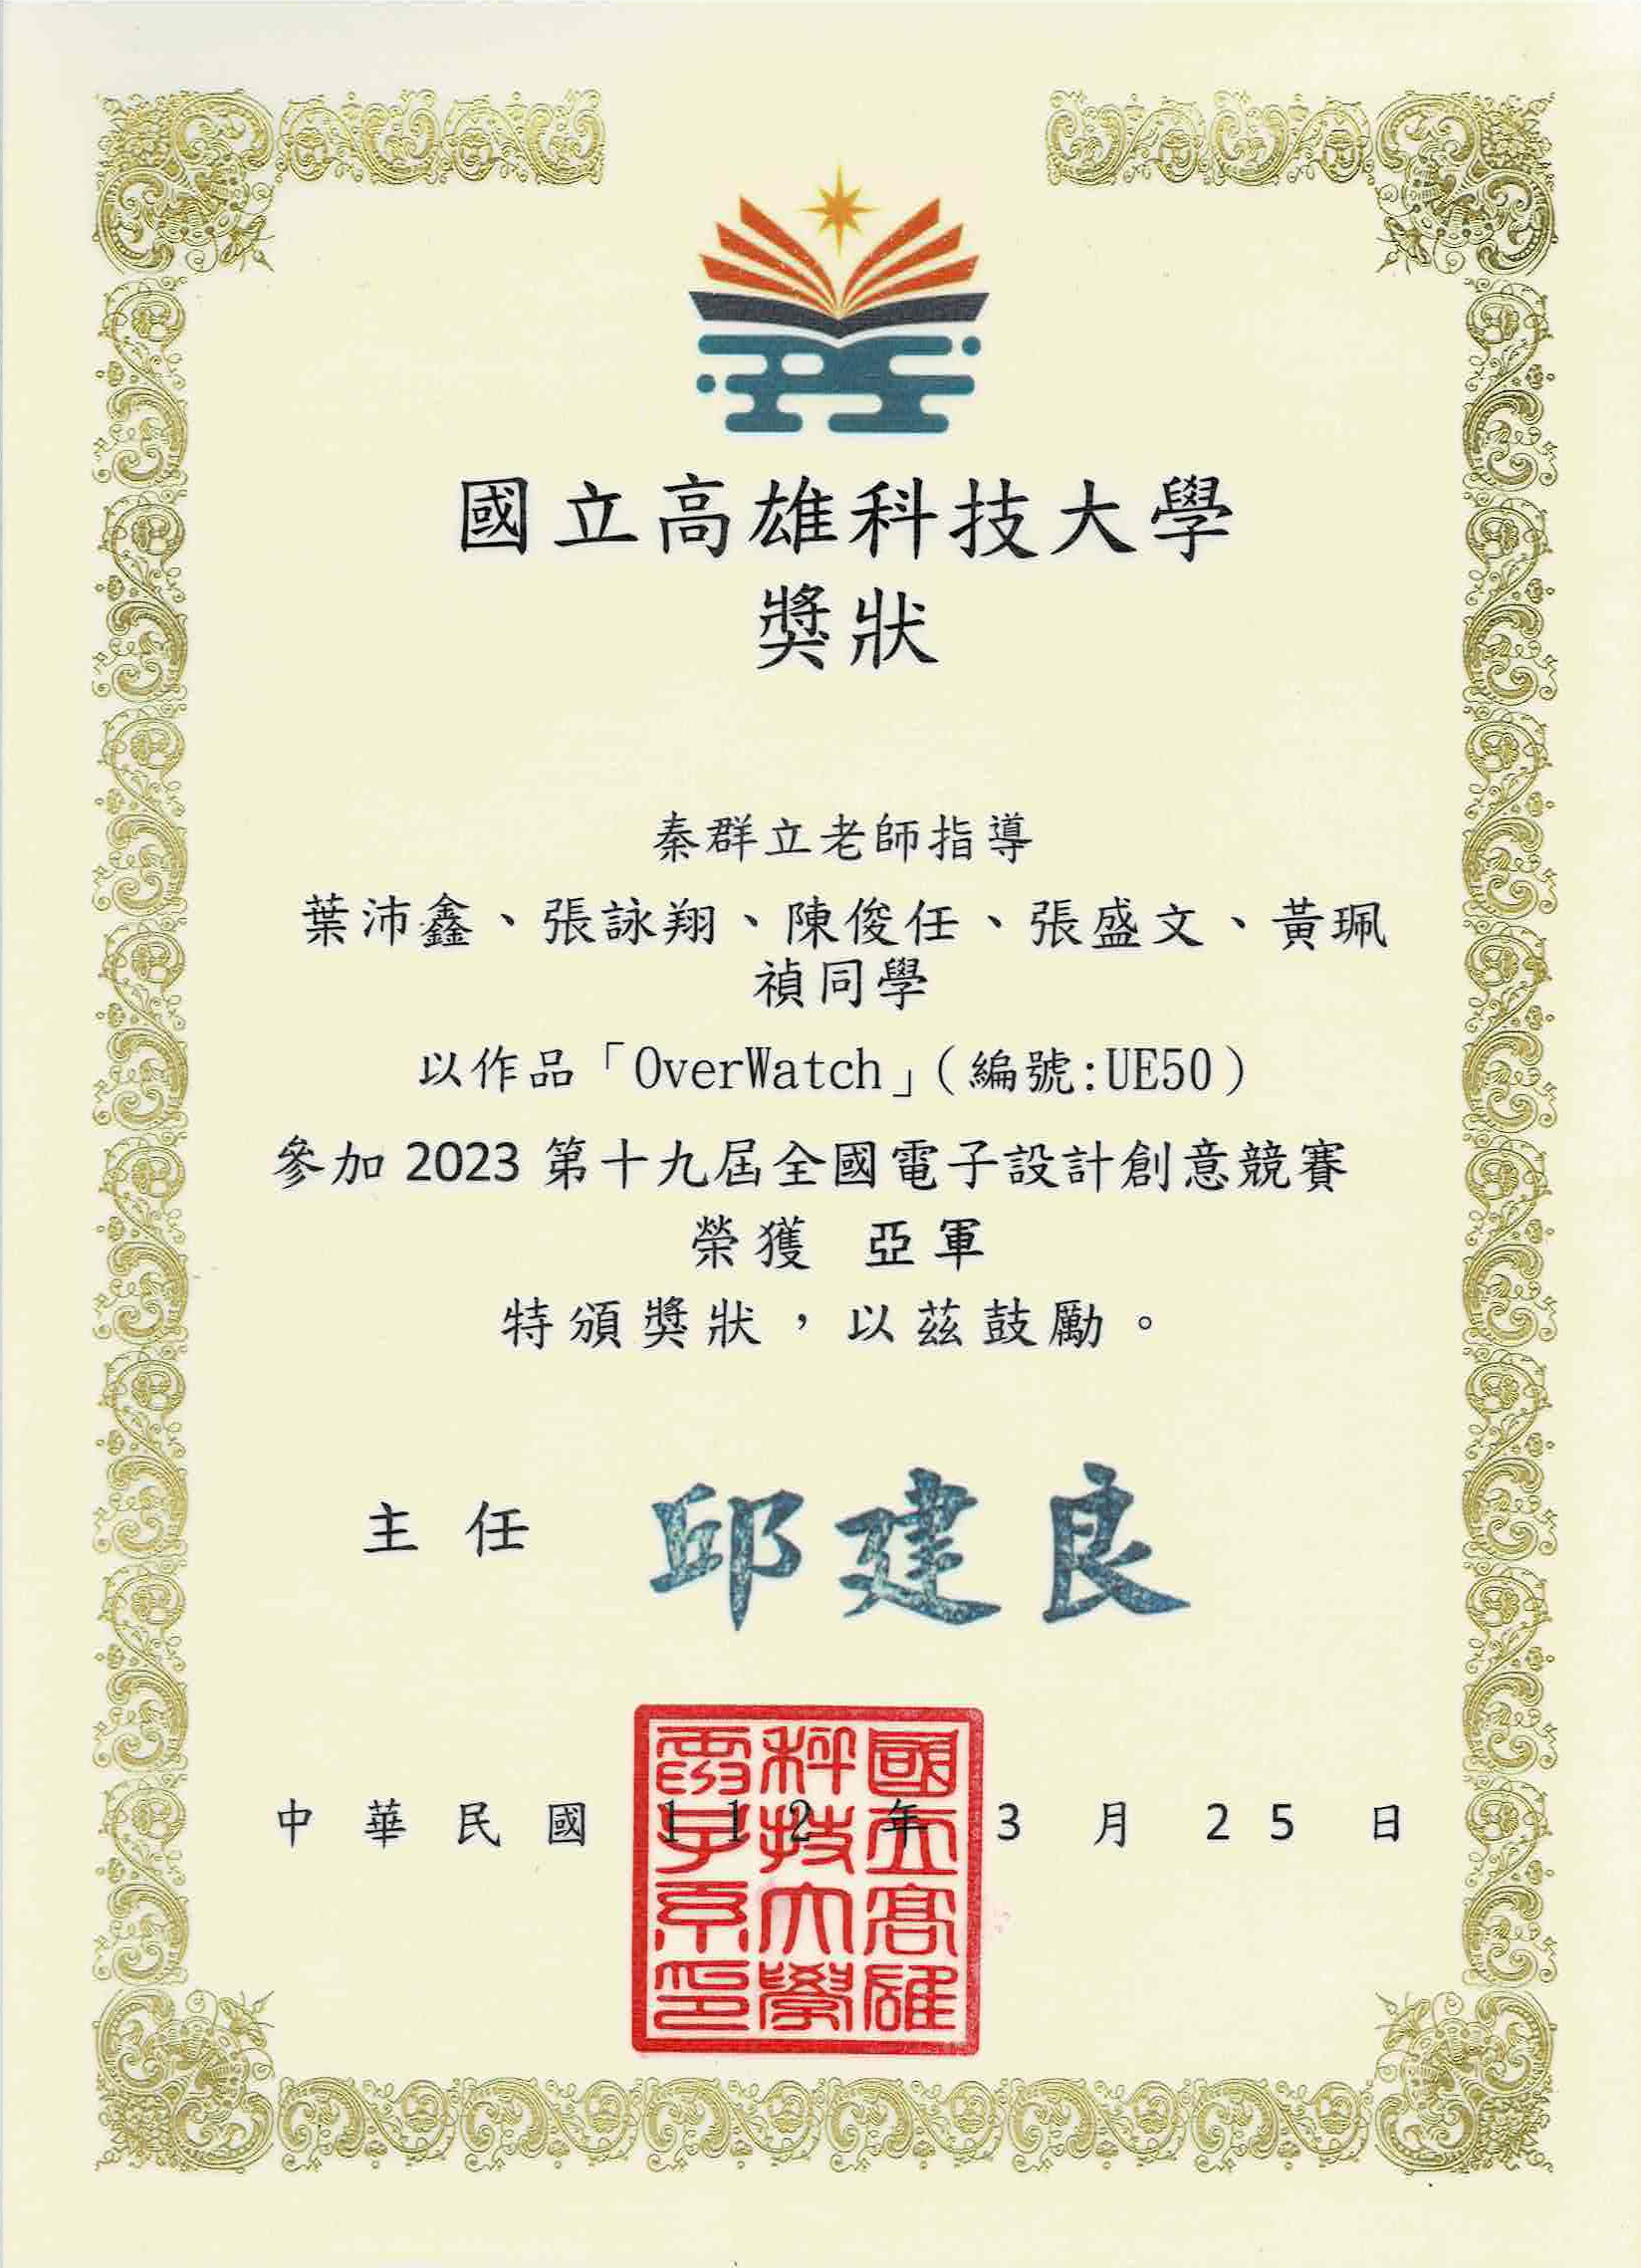 國立高雄科技大學
獎狀
秦群立老師指導
葉沛鑫、張詠翔、陳俊任、張盛文、黃珮
禎同學
以作品「OverWatch」(編號:UE50)
參加 2023 第十九屆全國電子設計創意競賽
榮獲 亞軍
特頒獎狀，以茲鼓勵。
主任 邱建良
中華民國 112 年 3 月 25 日
國立高雄
科技大學
電子系印